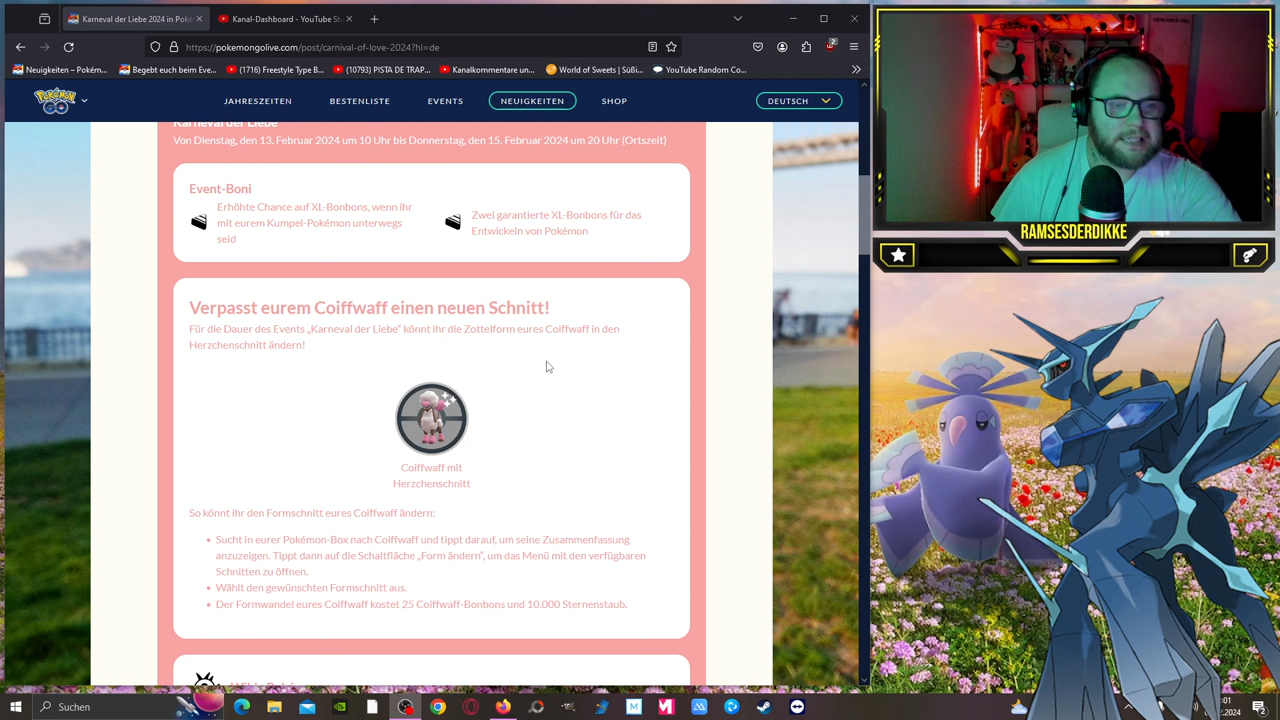 Karneval der Liebe 2024 in Poké
Kanal-Dashboard - YouTube St
https://pokemongolive.com/post/carnival-of-love-2024?hl=de
2
Neuigkeiten – Pokém...
Begebt euch beim Eve...
(1716) Freestyle Type B...
(10793) PISTA DE TRAP...
Kanalkommentare un...
World of Sweets | Süßi...
YouTube Random Co...
POKÉMON GO
JAHRESZEITEN
BESTENLISTE
EVENTS
NEUIGKEITEN
SHOP
DEUTSCH
Karneval der Liebe
Von Dienstag, den 13. Februar 2024 um 10 Uhr bis Donnerstag, den 15. Februar 2024 um 20 Uhr (Ortszeit)
Event-Boni
Erhöhte Chance auf XL-Bonbons, wenn ihr
mit eurem Kumpel-Pokémon unterwegs
seid
Zwei garantierte XL-Bonbons für das
Entwickeln von Pokémon
Verpasst eurem Coiffwaff einen neuen Schnitt!
Für die Dauer des Events „Karneval der Liebe“ könnt ihr die Zottelform eures Coiffwaff in den
Herzchenschnitt ändern!
Coiffwaff mit
Herzchenschnitt
So könnt ihr den Formschnitt eures Coiffwaff ändern:
Sucht in eurer Pokémon-Box nach Coiffwaff und tippt darauf, um seine Zusammenfassung
anzuzeigen. Tippt dann auf die Schaltfläche „Form ändern“, um das Menü mit den verfügbaren
Schnitten zu öffnen.
Wählt den gewünschten Formschnitt aus.
Der Formwandel eures Coiffwaff kostet 25 Coiffwaff-Bonbons und 10.000 Sternenstaub.
RAMSESDERDIKKE
Suchen